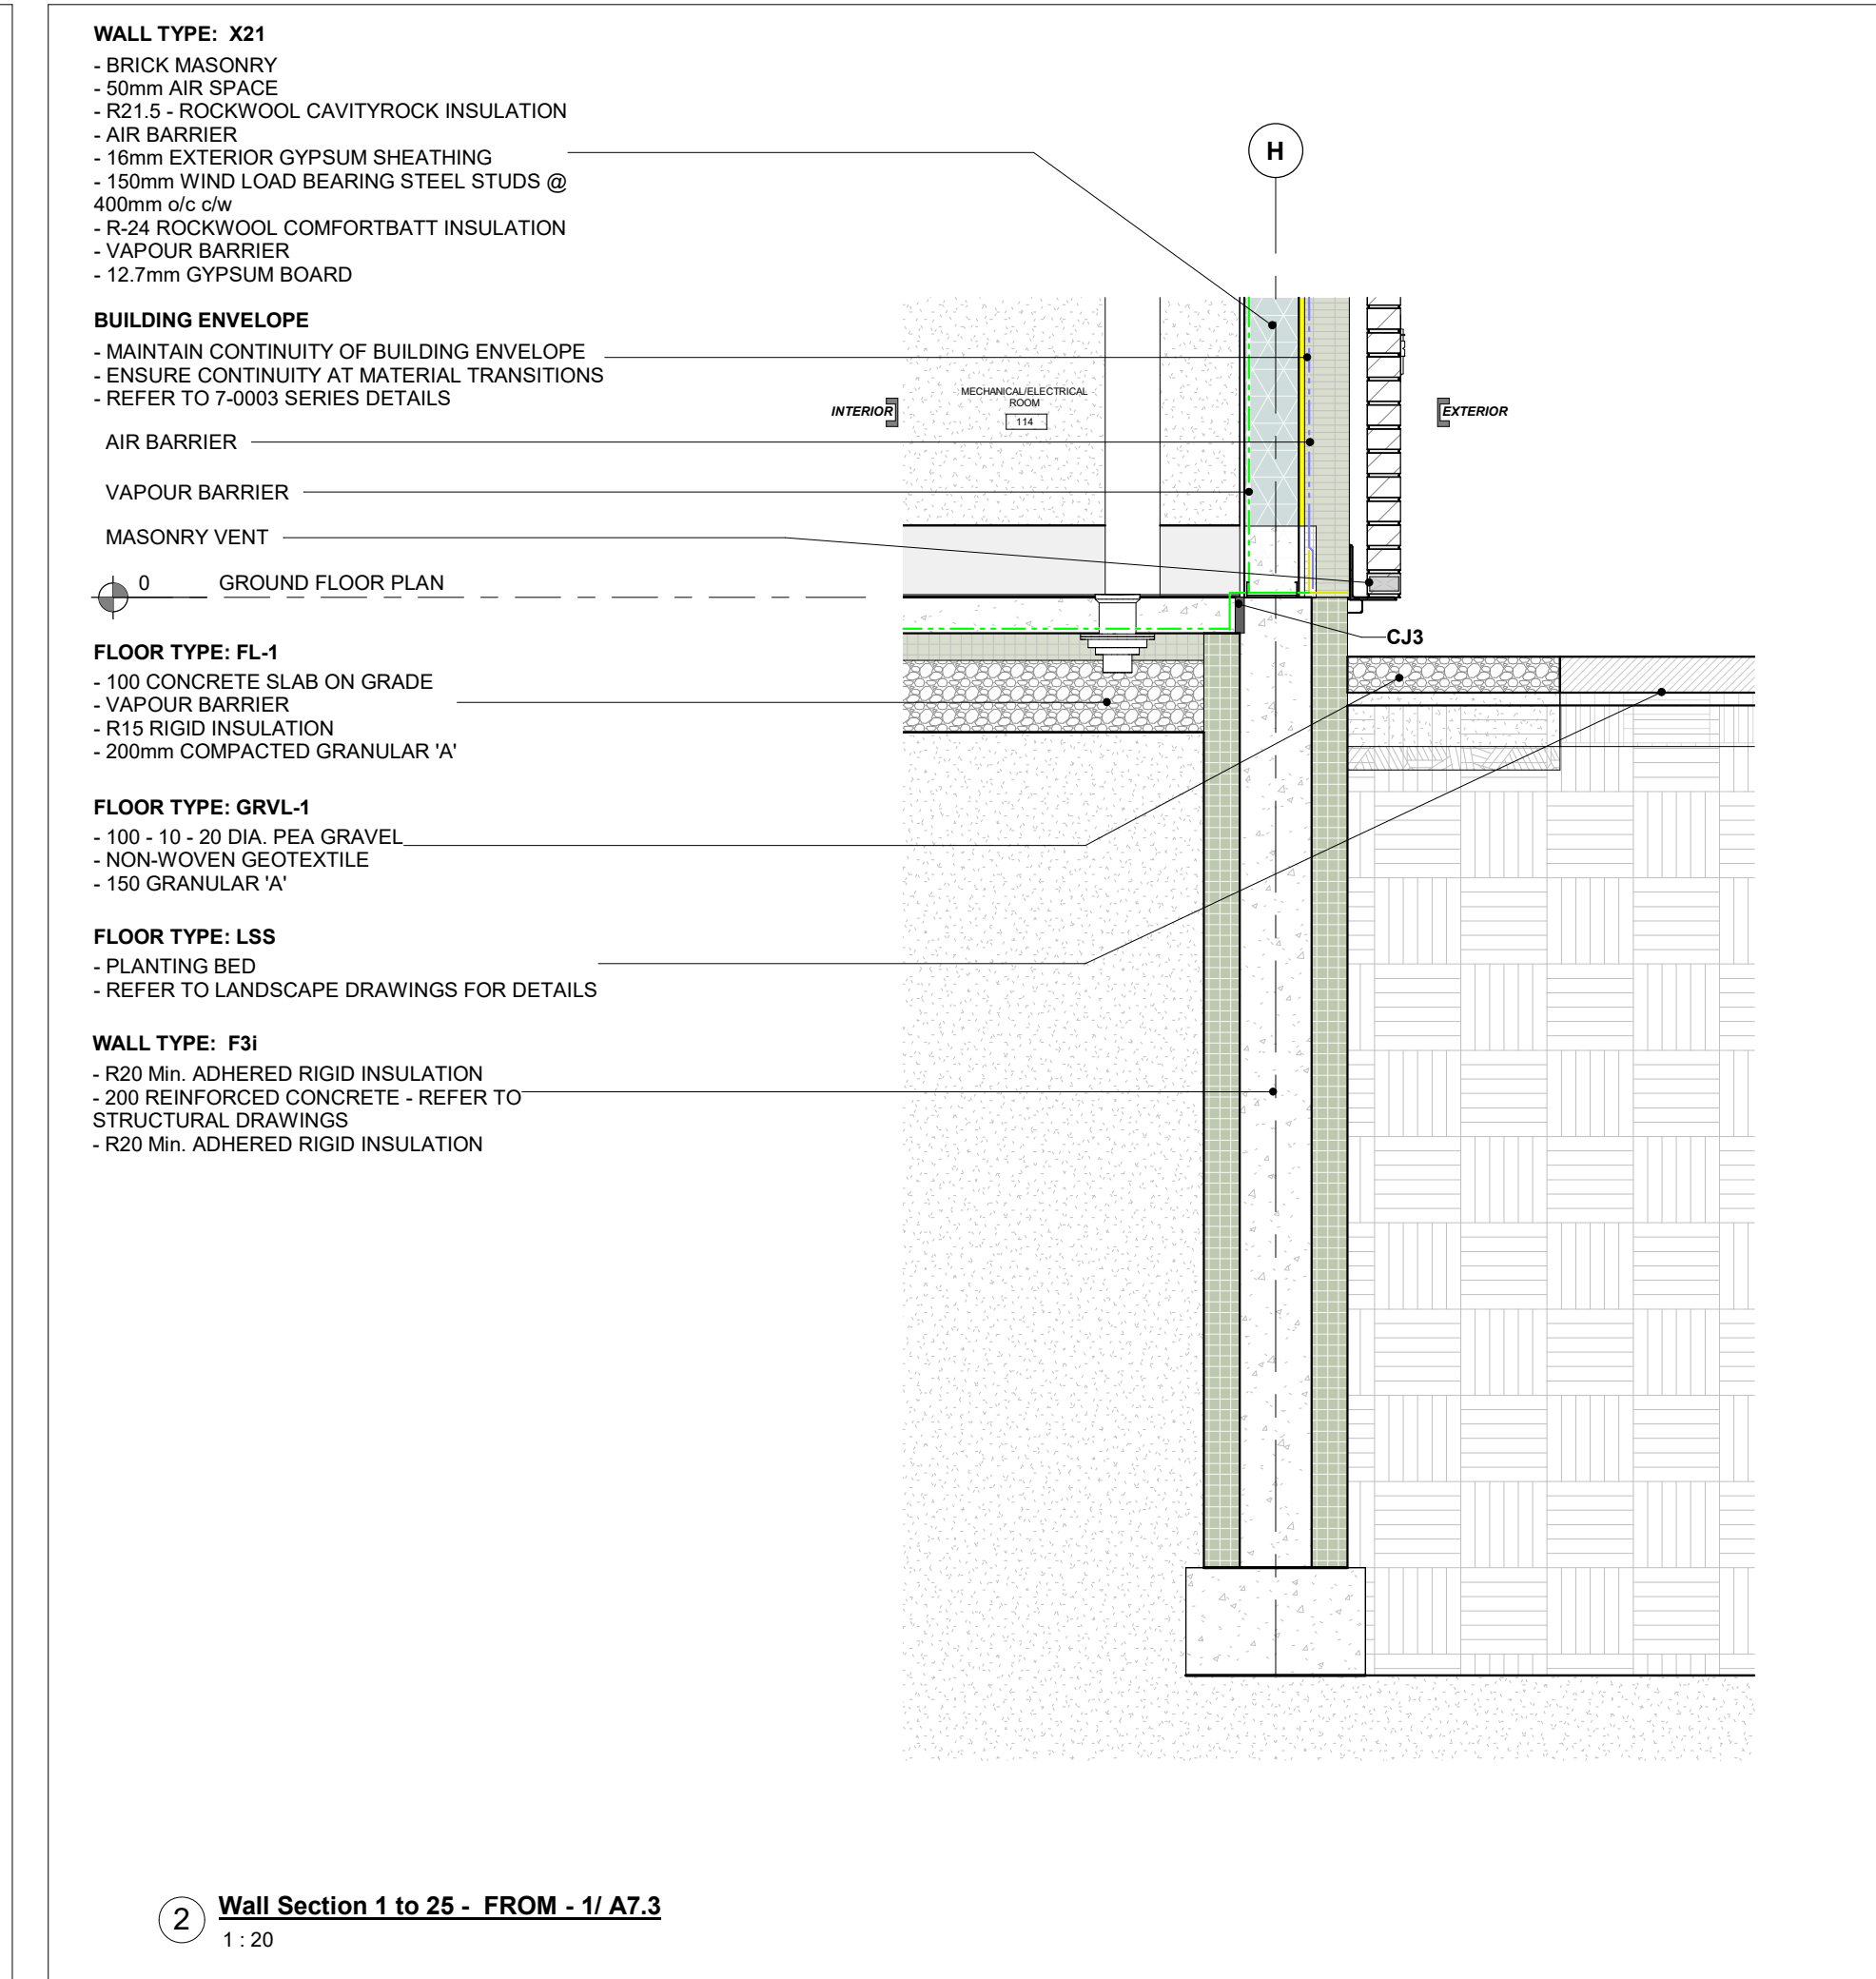 WALL TYPE:  X21
- BRICK MASONRY
- 50mm AIR SPACE
- R21.5 - ROCKWOOL CAVITYROCK INSULATION
- AIR BARRIER
- 16mm EXTERIOR GYPSUM SHEATHING
- 150mm WIND LOAD BEARING STEEL STUDS @
400mm o/c c/w
- R-24 ROCKWOOL COMFORTBATT INSULATION
- VAPOUR BARRIER
- 12.7mm GYPSUM BOARD
H
BUILDING ENVELOPE
- MAINTAIN CONTINUITY OF BUILDING ENVELOPE
- ENSURE CONTINUITY AT MATERIAL TRANSITIONS
- REFER TO 7-0003 SERIES DETAILS
INTERIOR
MECHANICAL/ELECTRICAL
ROOM
114
EXTERIOR
AIR BARRIER
VAPOUR BARRIER
MASONRY VENT
0 GROUND FLOOR PLAN
CJ3
FLOOR TYPE: FL-1
- 100 CONCRETE SLAB ON GRADE
- VAPOUR BARRIER
- R15 RIGID INSULATION
- 200mm COMPACTED GRANULAR 'A'
FLOOR TYPE: GRVL-1
- 100 - 10 - 20 DIA. PEA GRAVEL
- NON-WOVEN GEOTEXTILE
- 150 GRANULAR 'A'
FLOOR TYPE: LSS
- PLANTING BED
- REFER TO LANDSCAPE DRAWINGS FOR DETAILS
WALL TYPE:  F3i
- R20 Min. ADHERED RIGID INSULATION
- 200 REINFORCED CONCRETE - REFER TO
STRUCTURAL DRAWINGS
- R20 Min. ADHERED RIGID INSULATION
2 Wall Section 1 to 25 -  FROM - 1/ A7.3
1 : 20